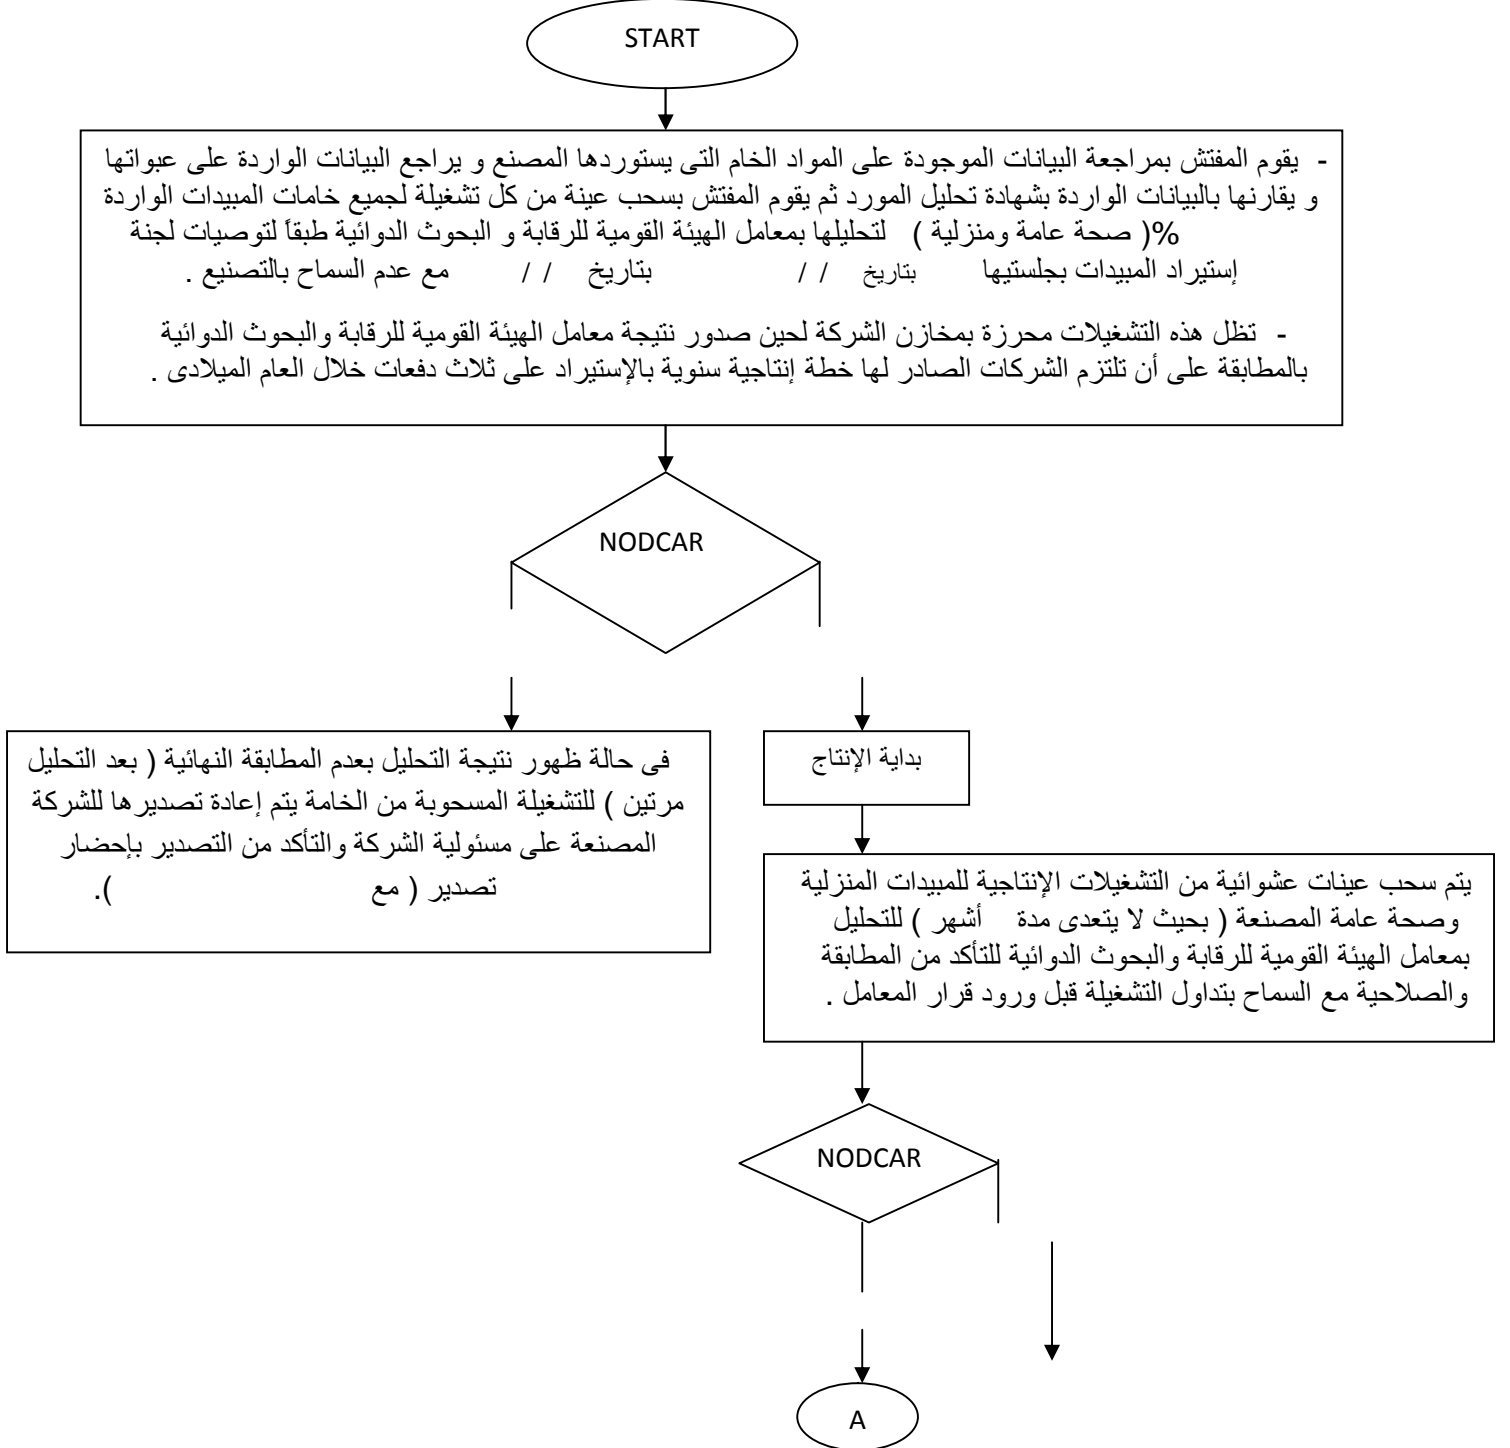 START
- يقوم المفتش بمراجعة البيانات الموجودة على المواد الخام التى يستوردها المصنع و يراجع البيانات الواردة على عبواتها
و يقارنها بالبيانات الواردة بشهادة تحليل المورد ثم يقوم المفتش بسحب عينة من كل تشغيلة لجميع خامات المبيدات الواردة
%( صحة عامة ومنزلية ) لتحليلها بمعامل الهيئة القومية للرقابة و البحوث الدوائية طبقاً لتوصيات لجنة
إستيراد المبيدات بجلستيها بتاريخ / / بتاريخ / / مع عدم السماح بالتصنيع .
- تظل هذه التشغيلات محرزة بمخازن الشركة لحين صدور نتيجة معامل الهيئة القومية للرقابة والبحوث الدوائية
بالمطابقة على أن تلتزم الشركات الصادر لها خطة إنتاجية سنوية بالإستيراد على ثلاث دفعات خلال العام الميلادى .
NODCAR
بداية الإنتاج
فى حالة ظهور نتيجة التحليل بعدم المطابقة النهائية ( بعد التحليل
مرتين ) للتشغيلة المسحوبة من الخامة يتم إعادة تصديرها للشركة
المصنعة على مسئولية الشركة والتأكد من التصدير بإحضار
تصدير ( مع ).
يتم سحب عينات عشوائية من التشغيلات الإنتاجية للمبيدات المنزلية
وصحة عامة المصنعة ( بحيث لا يتعدى مدة أشهر ) للتحليل
بمعامل الهيئة القومية للرقابة والبحوث الدوائية للتأكد من المطابقة
والصلاحية مع السماح بتداول التشغيلة قبل ورود قرار المعامل .
NODCAR
A